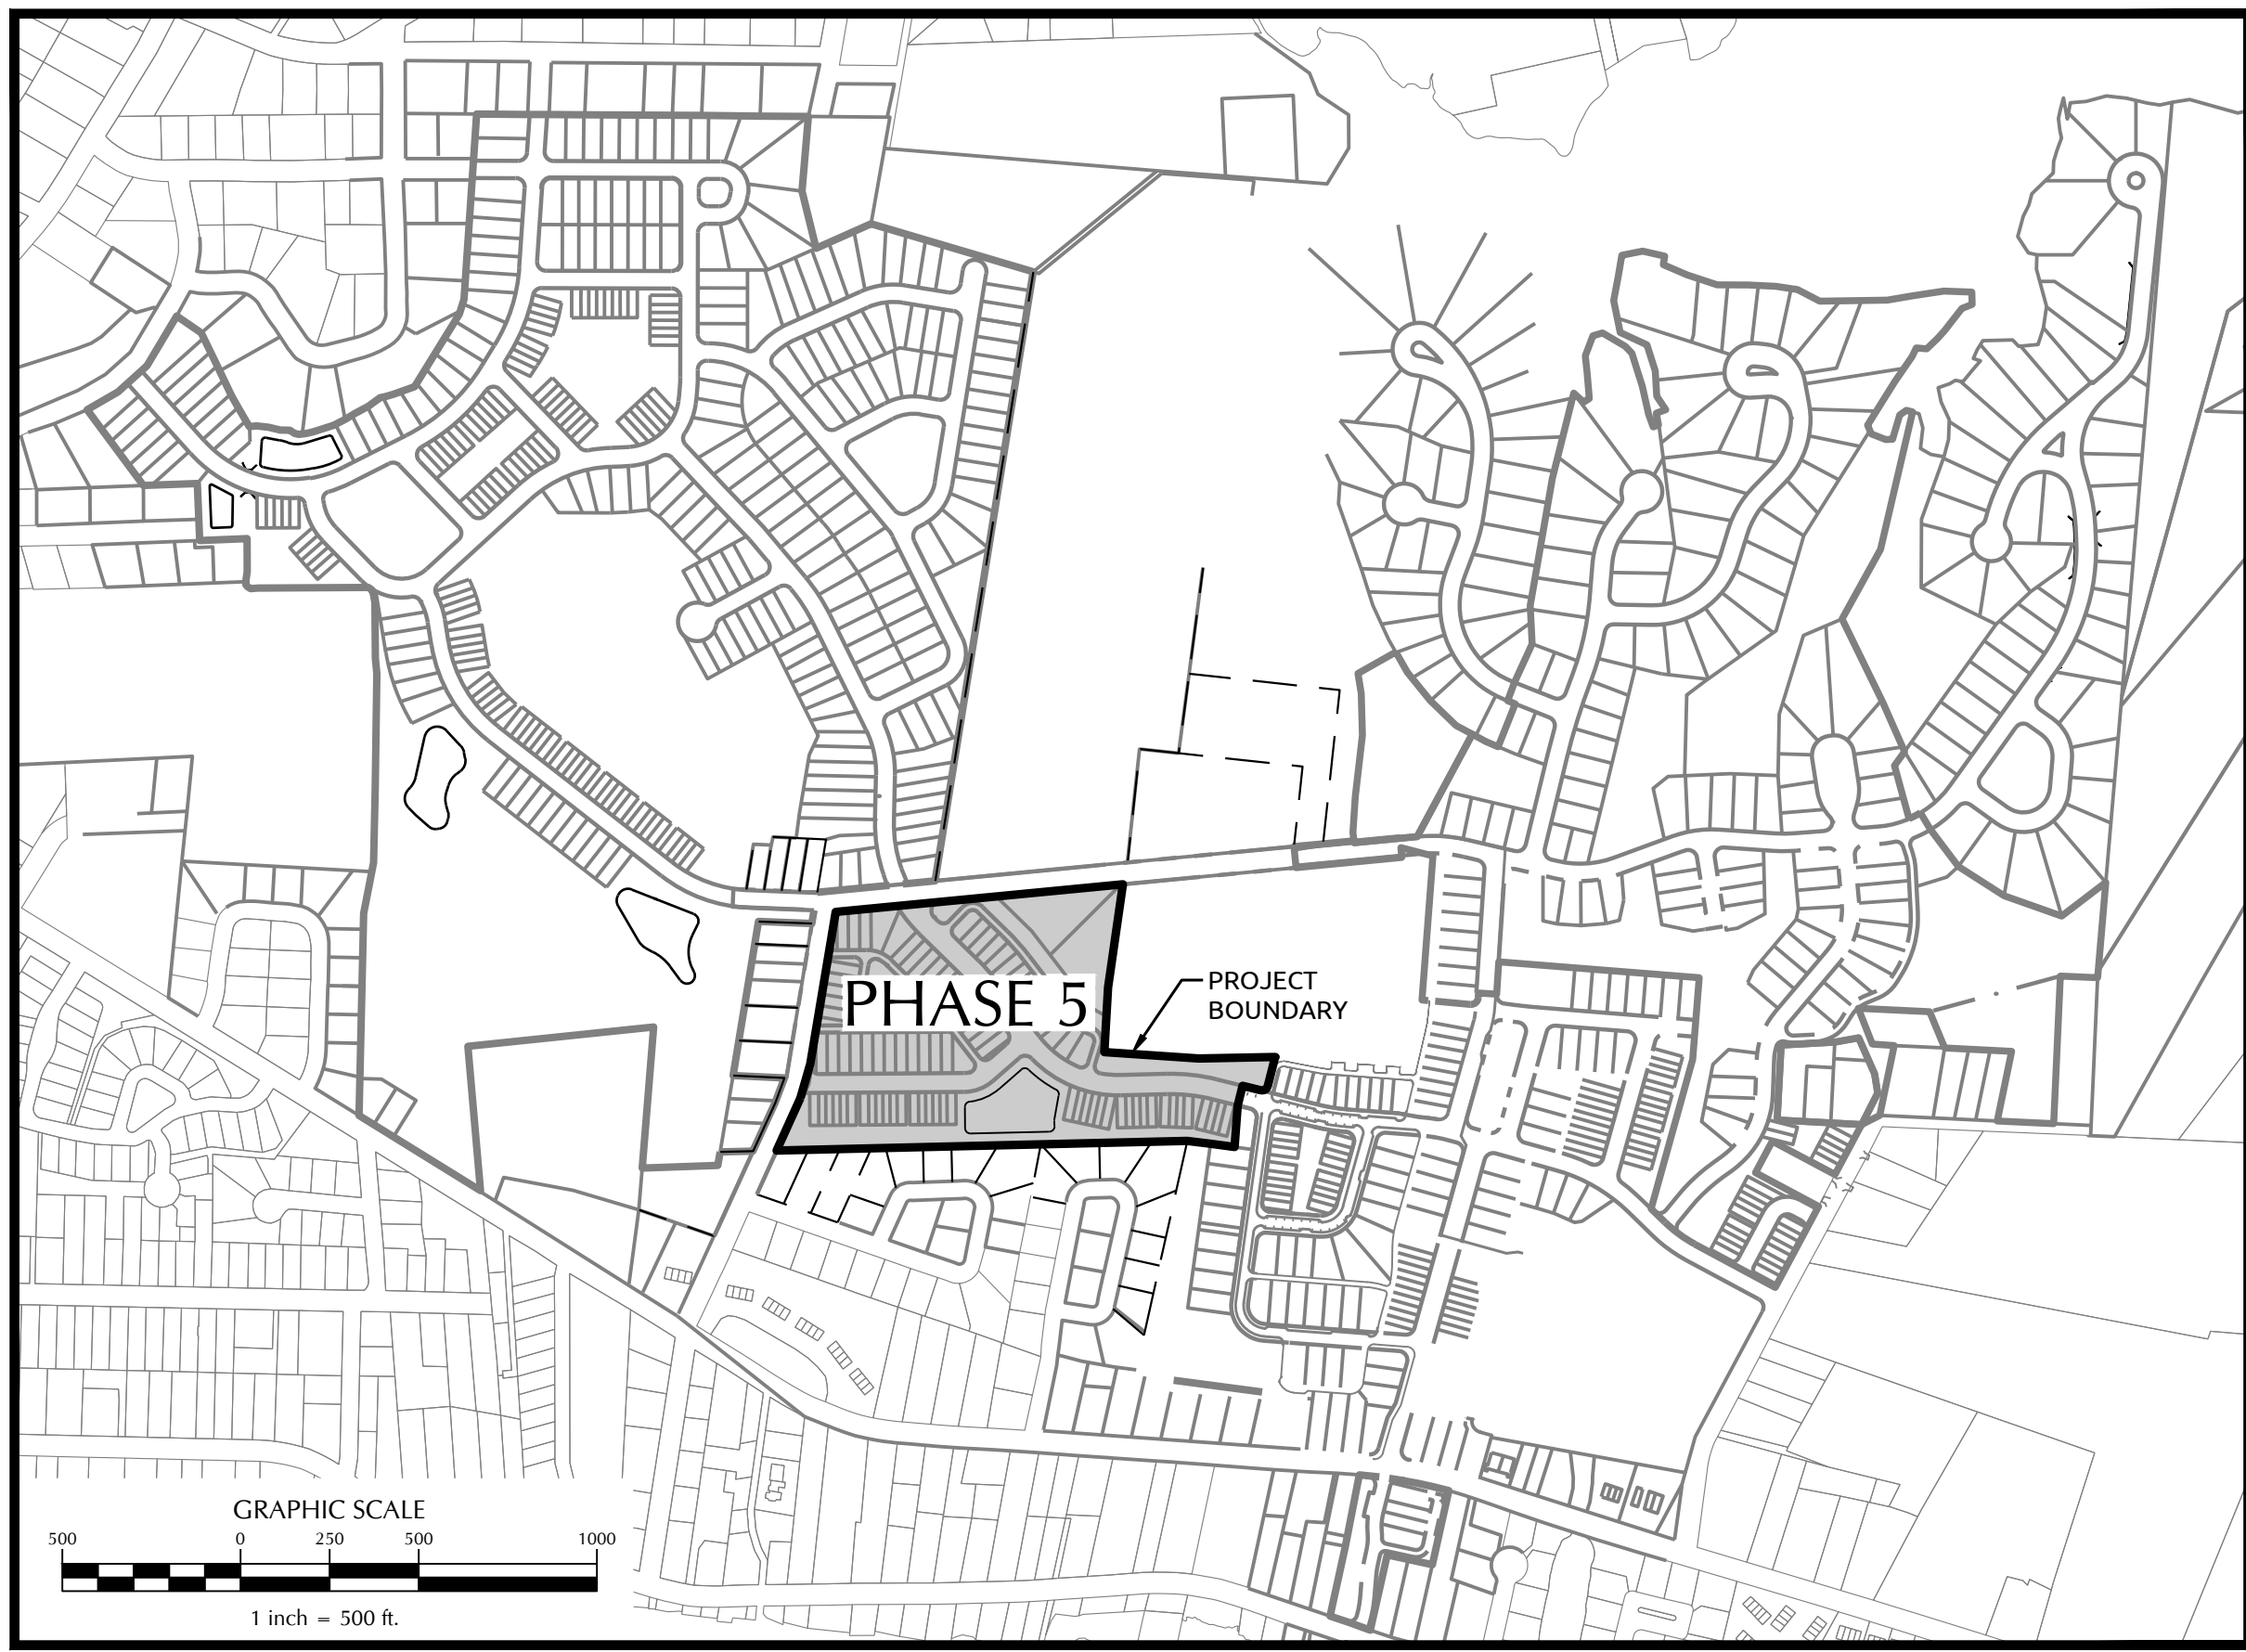 PHASE 5
PROJECT
BOUNDARY
GRAPHIC SCALE
500 0 250 500 1000
1 inch = 500 ft.